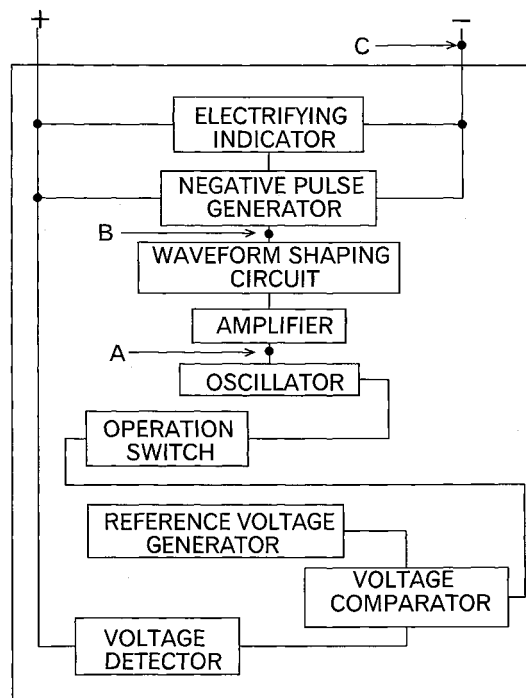 + −
C
ELECTRIFYING
INDICATOR
NEGATIVE PULSE
GENERATOR
B
WAVEFORM SHAPING
CIRCUIT
AMPLIFIER
A
OSCILLATOR
OPERATION
SWITCH
REFERENCE VOLTAGE
GENERATOR
VOLTAGE
COMPARATOR
VOLTAGE
DETECTOR